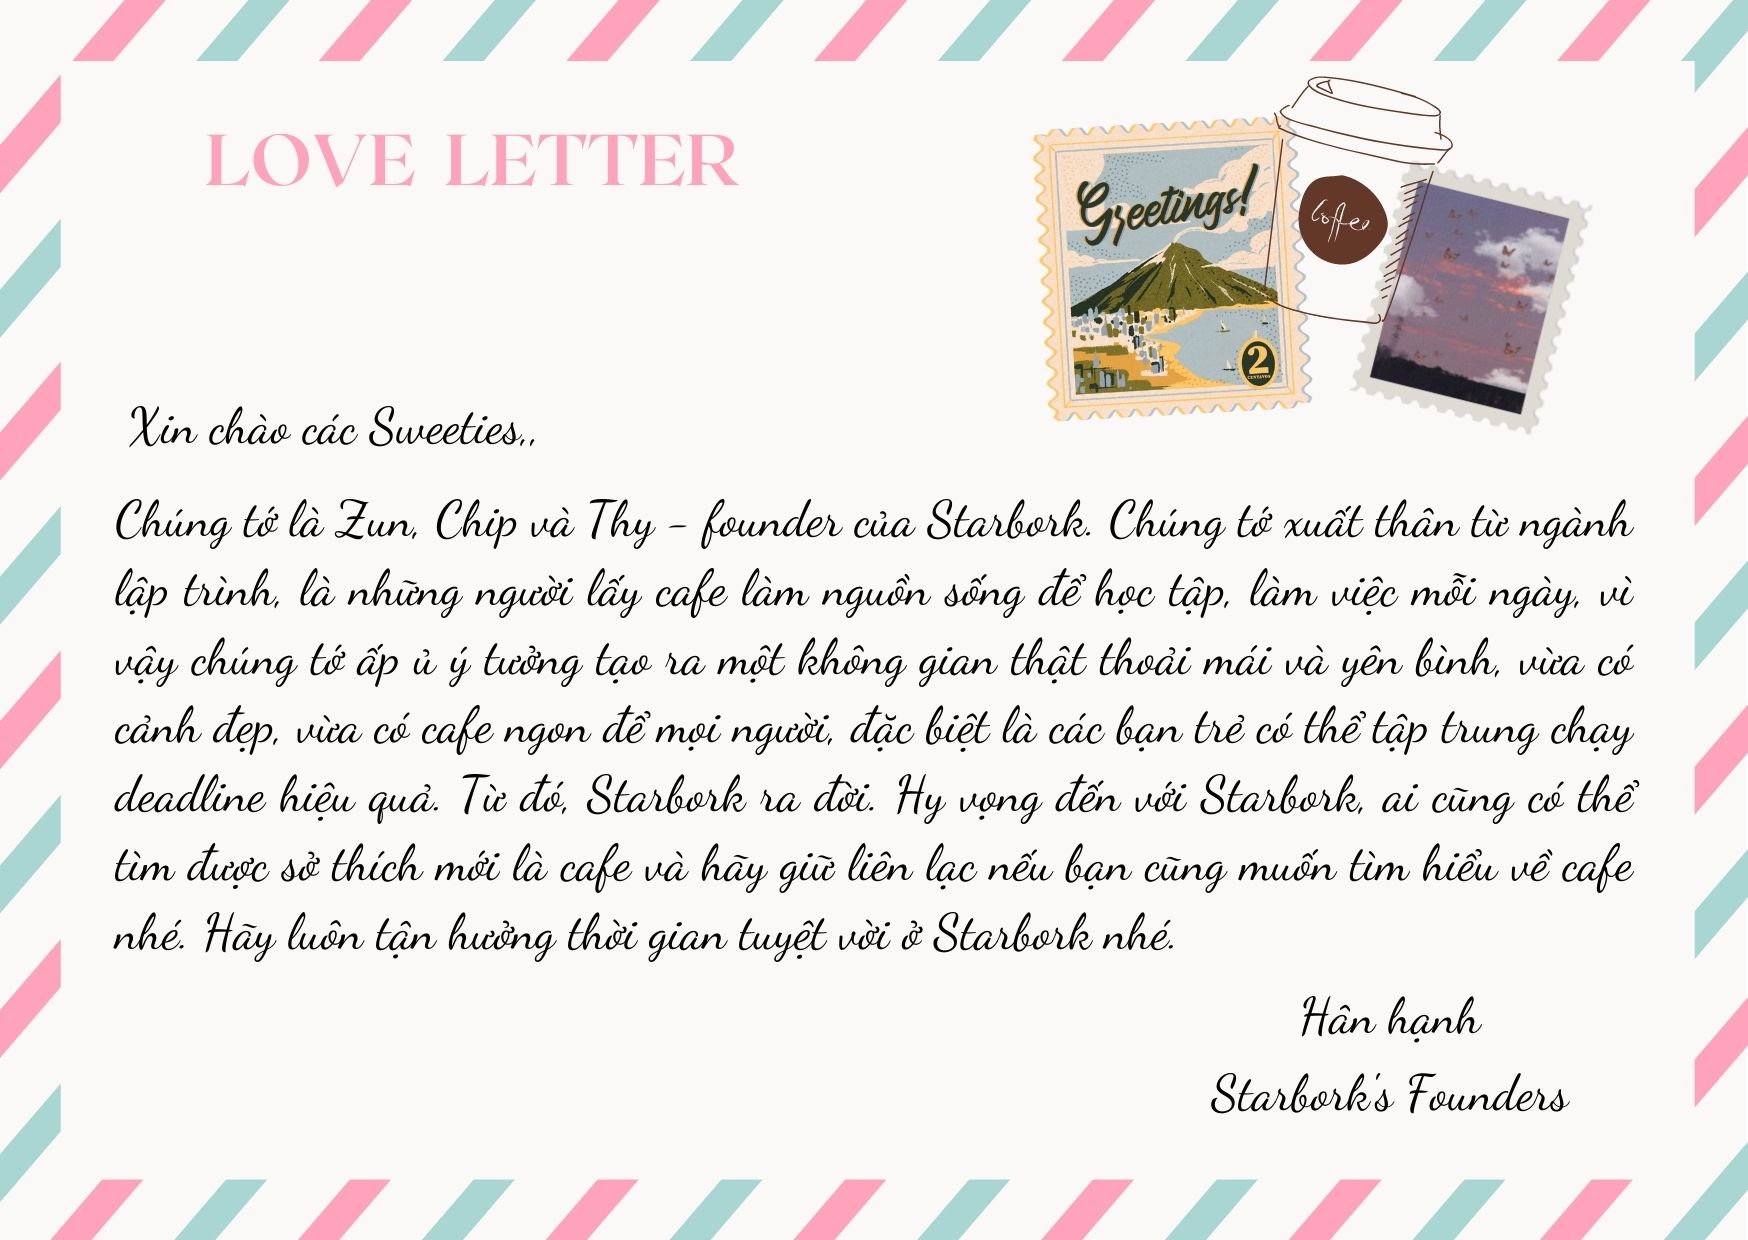 LOVE LETTER
Greetings!
Coffee
2
CENTAVOS
Xin chào các Sweeties,,
Chúng tớ là Zun, Chip và Thy - founder của Starbork. Chúng tớ xuất thân từ ngành
lập trình, là những người lấy cafe làm nguồn sống để học tập, làm việc mỗi ngày, vì
vậy chúng tớ ấp ủ ý tưởng tạo ra một không gian thật thoải mái và yên bình, vừa có
cảnh đẹp, vừa có cafe ngon để mọi người, đặc biệt là các bạn trẻ có thể tập trung chạy
deadline hiệu quả. Từ đó, Starbork ra đời. Hy vọng đến với Starbork, ai cũng có thể
tìm được sở thích mới là cafe và hãy giữ liên lạc nếu bạn cũng muốn tìm hiểu về cafe
nhé. Hãy luôn tận hưởng thời gian tuyệt vời ở Starbork nhé.
Hân hạnh
Starbork's Founders